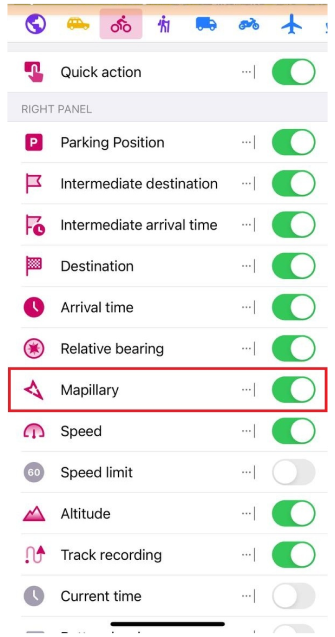 Quick action
RIGHT PANEL
P Parking Position
Intermediate destination
Intermediate arrival time
Destination
Arrival time
Relative bearing
Mapillary
Speed
60 Speed limit
Altitude
Track recording
Current time